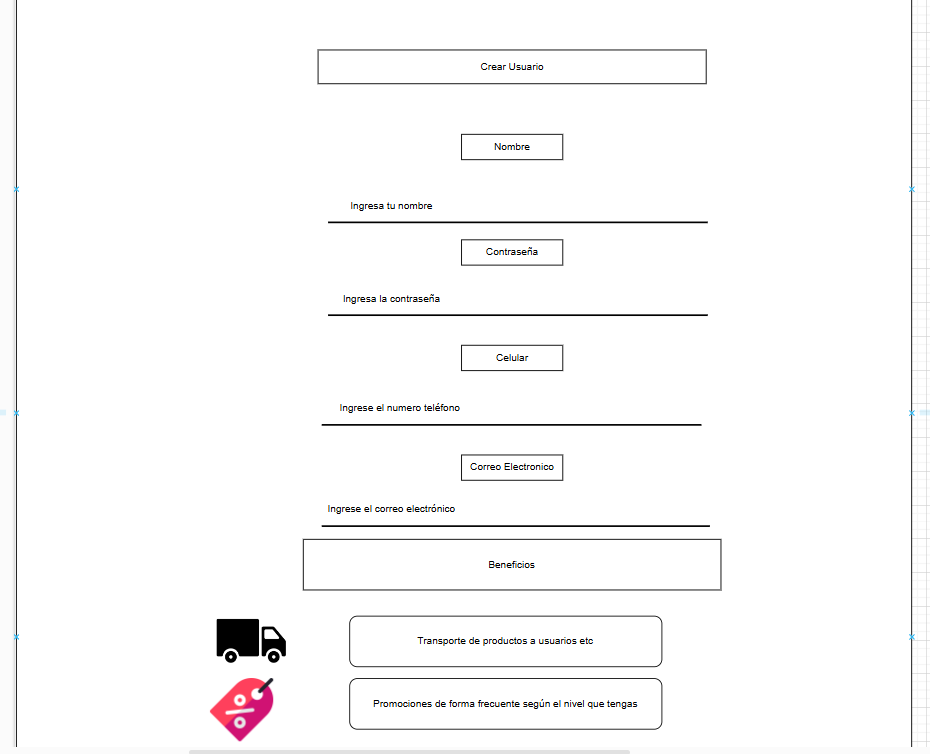 Crear Usuario
Nombre
Ingresa tu nombre
Contraseña
Ingresa la contraseña
Celular
Ingrese el numero teléfono
Correo Electronico
Ingrese el correo electrónico
Beneficios
Transporte de productos a usuarios etc
Promociones de forma frecuente según el nivel que tengas